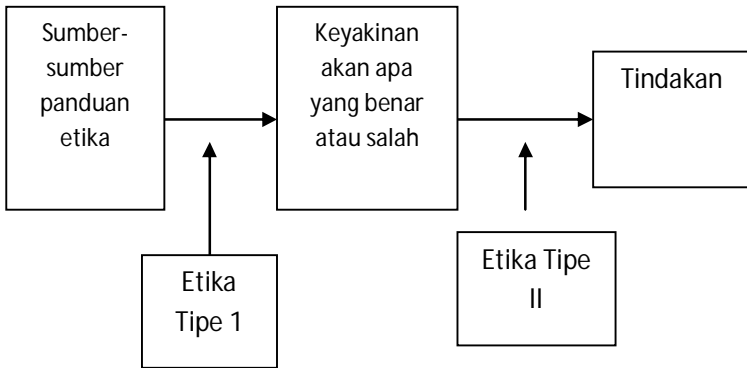 Sumber-
sumber
panduan
etika
Keyakinan
akan apa
yang benar
atau salah
Tindakan
Etika
Tipe 1
Etika Tipe
II